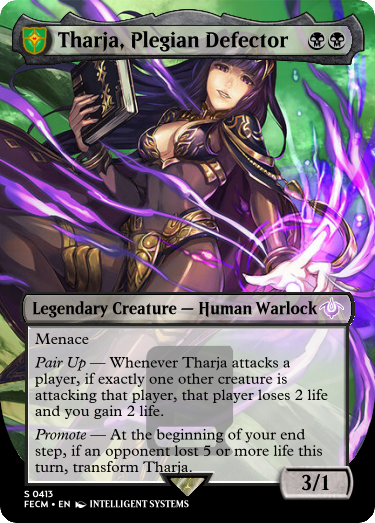 Tharja, Plegian Defector
Legendary Creature — Human Warlock
Menace
Pair Up — Whenever Tharja attacks a
player, if exactly one other creature is
attacking that player, that player loses 2 life
and you gain 2 life.
Promote — At the beginning of your end
step, if an opponent lost 5 or more life this
turn, transform Tharja.
3/1
S 0413
FECM • EN INTELLIGENT SYSTEMS